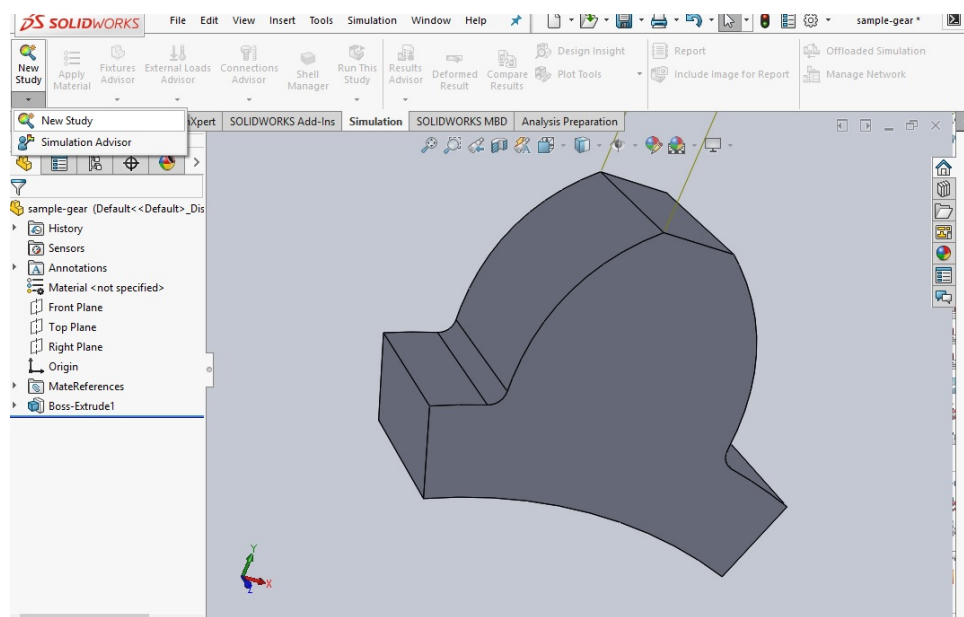 SOLIDWORKS File Edit View Insert Tools Simulation Window Help sample-gear *
New Study
Apply Material
Fixtures Advisor
External Loads Advisor
Connections Advisor
Shell Manager
Run This Study
Results Advisor
Deformed Result
Compare Results
Design Insight
Plot Tools
Report
Include Image for Report
Offloaded Simulation
Manage Network
New Study
Simulation Advisor
SOLIDWORKS Add-Ins Simulation SOLIDWORKS MBD Analysis Preparation
sample-gear (Default<<Default>_Dis
History
Sensors
A Annotations
Material <not specified>
Front Plane
Top Plane
Right Plane
Origin
MateReferences
Boss-Extrude1
Y
X
Z